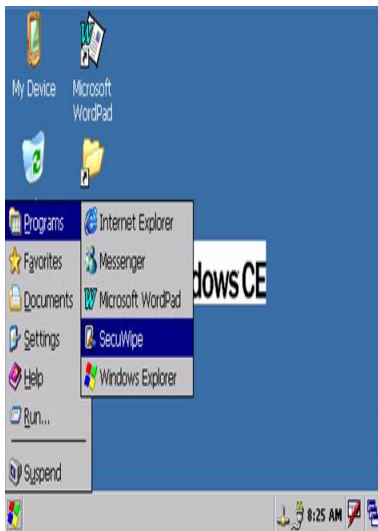 My Device
Microsoft
WordPad
Programs
Favorites
Documents
Settings
Help
Run...
Suspend
Internet Explorer
Messenger
Microsoft WordPad
SecuWipe
Windows Explorer
dows CE
8:25 AM